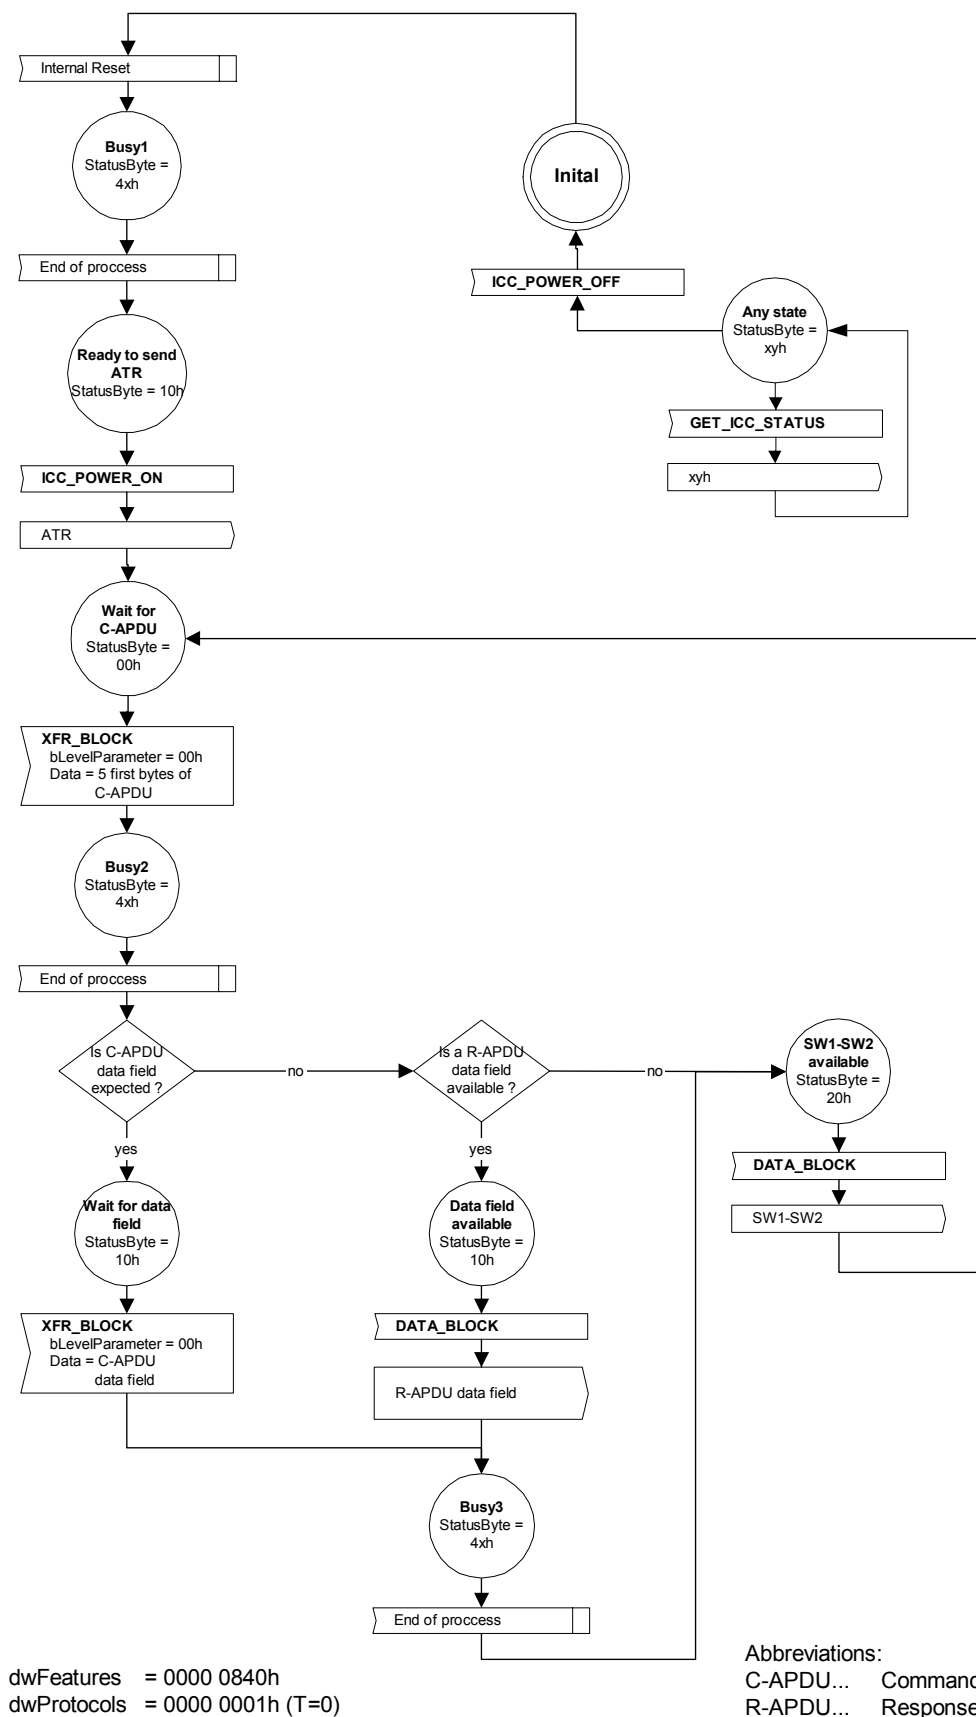 Internal Reset
Busy1
StatusByte =
4xh
Inital
End of proccess
ICC_POWER_OFF
Any state
StatusByte =
xyh
Ready to send
ATR
StatusByte = 10h
GET_ICC_STATUS
ICC_POWER_ON
xyh
ATR
Wait for
C-APDU
StatusByte =
00h
XFR_BLOCK
bLevelParameter = 00h
Data = 5 first bytes of
C-APDU
Busy2
StatusByte =
4xh
End of proccess
Is C-APDU
data field
expected ?
no
Is a R-APDU
data field
available ?
no
SW1-SW2
available
StatusByte =
20h
yes
yes
DATA_BLOCK
SW1-SW2
Wait for data
field
StatusByte =
10h
Data field
available
StatusByte =
10h
XFR_BLOCK
bLevelParameter = 00h
Data = C-APDU
data field
DATA_BLOCK
R-APDU data field
Busy3
StatusByte =
4xh
End of proccess
dwFeatures = 0000 0840h
dwProtocols = 0000 0001h (T=0)
Abbreviations:
C-APDU... Command
R-APDU... Response